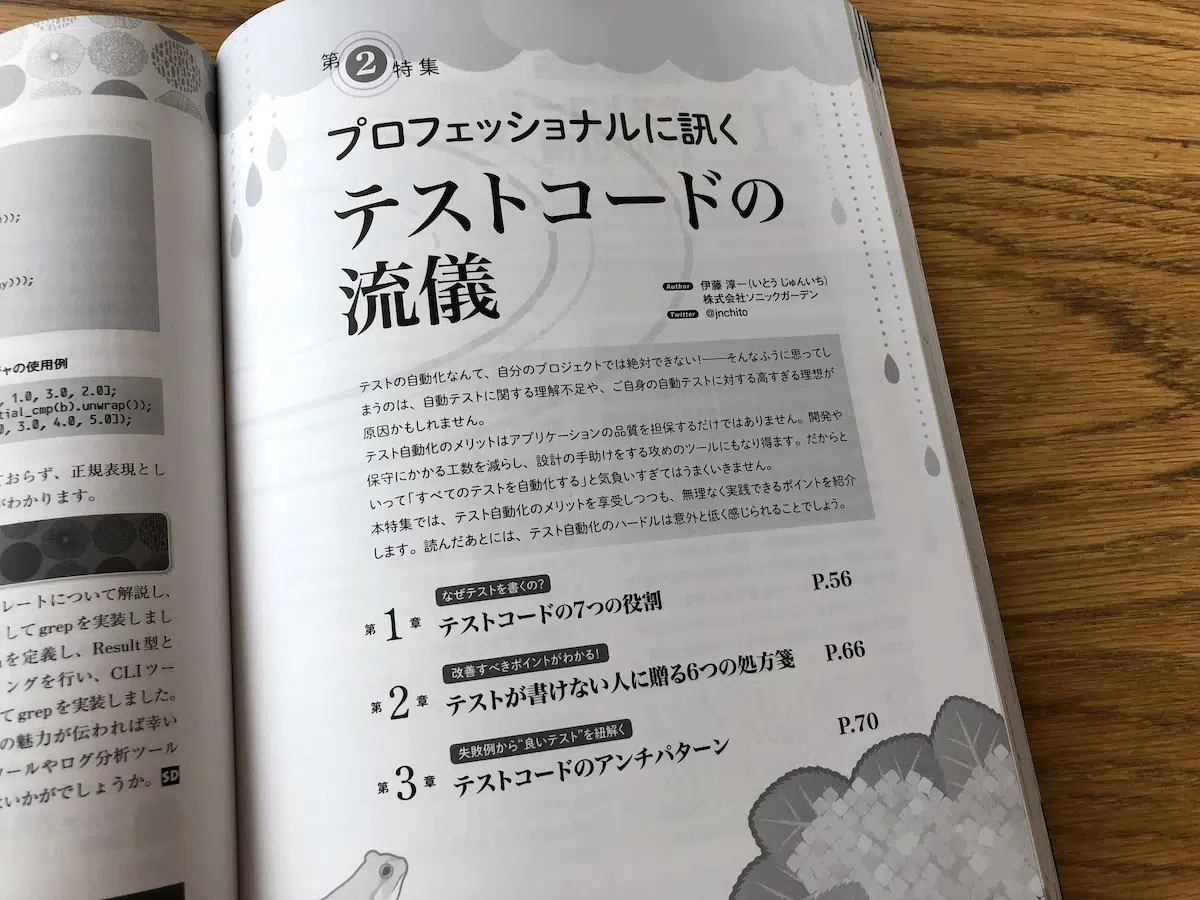 ));
y)));
ャの使用例
, 1.0, 3.0, 2.0];
tial_cmp(b).unwrap());
0, 3.0, 4.0, 5.0]);
ておらず、正規表現とし
がわかります。
レートについて解説し、
してgrepを実装しまし
を定義し、Result型と
ングを行い、CLIツー
てgrepを実装しました。
の魅力が伝われば幸い
ールやログ分析ツール
いかがでしょうか。SD
第2特集
プロフェッショナルに訊く
テストコードの
流儀
Author 伊藤 淳一(いとう じゅんいち)
株式会社ソニックガーデン
Twitter @jnchito
テストの自動化なんて、自分のプロジェクトでは絶対できない!――そんなふうに思ってし
まうのは、自動テストに関する理解不足や、ご自身の自動テストに対する高すぎる理想が
原因かもしれません。
テスト自動化のメリットはアプリケーションの品質を担保するだけではありません。開発や
保守にかかる工数を減らし、設計の手助けをする攻めのツールにもなり得ます。だからと
いって「すべてのテストを自動化する」と気負いすぎてはうまくいきません。
本特集では、テスト自動化のメリットを享受しつつも、無理なく実践できるポイントを紹介
します。読んだあとには、テスト自動化のハードルは意外と低く感じられることでしょう。
なぜテストを書くの?
第1章 テストコードの7つの役割 P.56
改善すべきポイントがわかる!
第2章 テストが書けない人に贈る6つの処方箋 P.66
失敗例から“良いテスト”を紐解く
第3章 テストコードのアンチパターン P.70